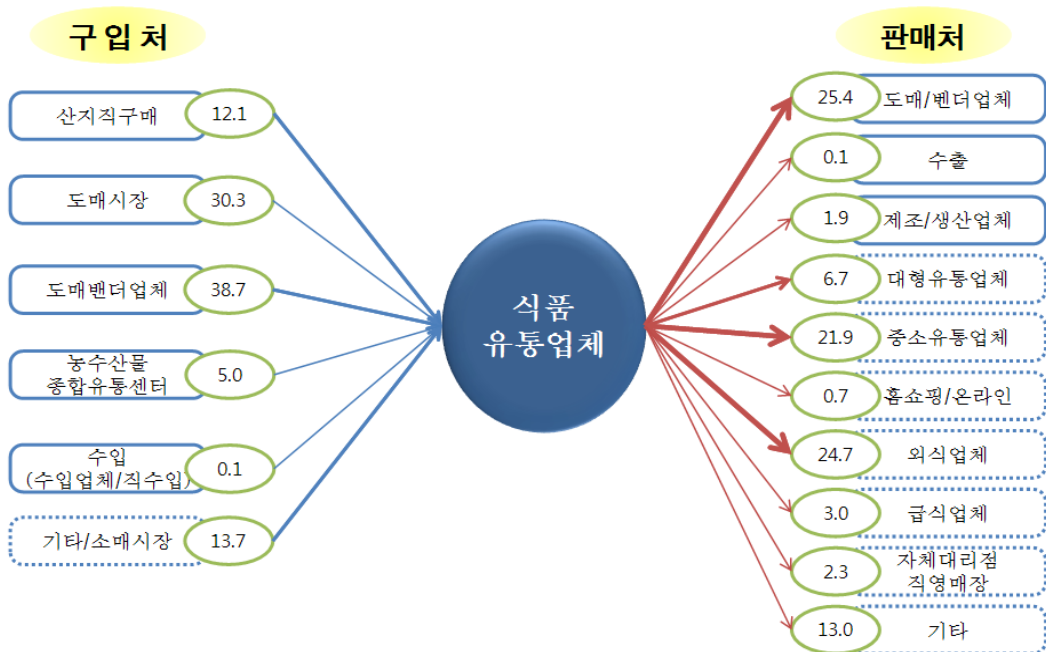 구 입 처
산지직구매
12.1
도매시장
30.3
도매밴더업체
38.7
농수산물
종합유통센터
5.0
수입
(수입업체/직수입)
0.1
기타/소매시장
13.7
식품
유통업체
판매처
25.4
도매/벤더업체
0.1
수출
1.9
제조/생산업체
6.7
대형유통업체
21.9
중소유통업체
0.7
홈쇼핑/온라인
24.7
외식업체
3.0
급식업체
2.3
자체대리점
직영매장
13.0
기타